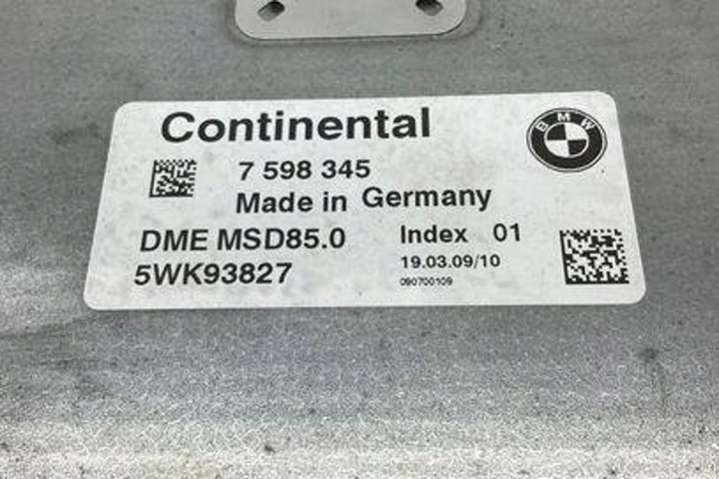 Continental
BMW
7 598 345
Made in Germany
DME MSD85.0 Index 01
5WK93827 19.03.09/10
090700109